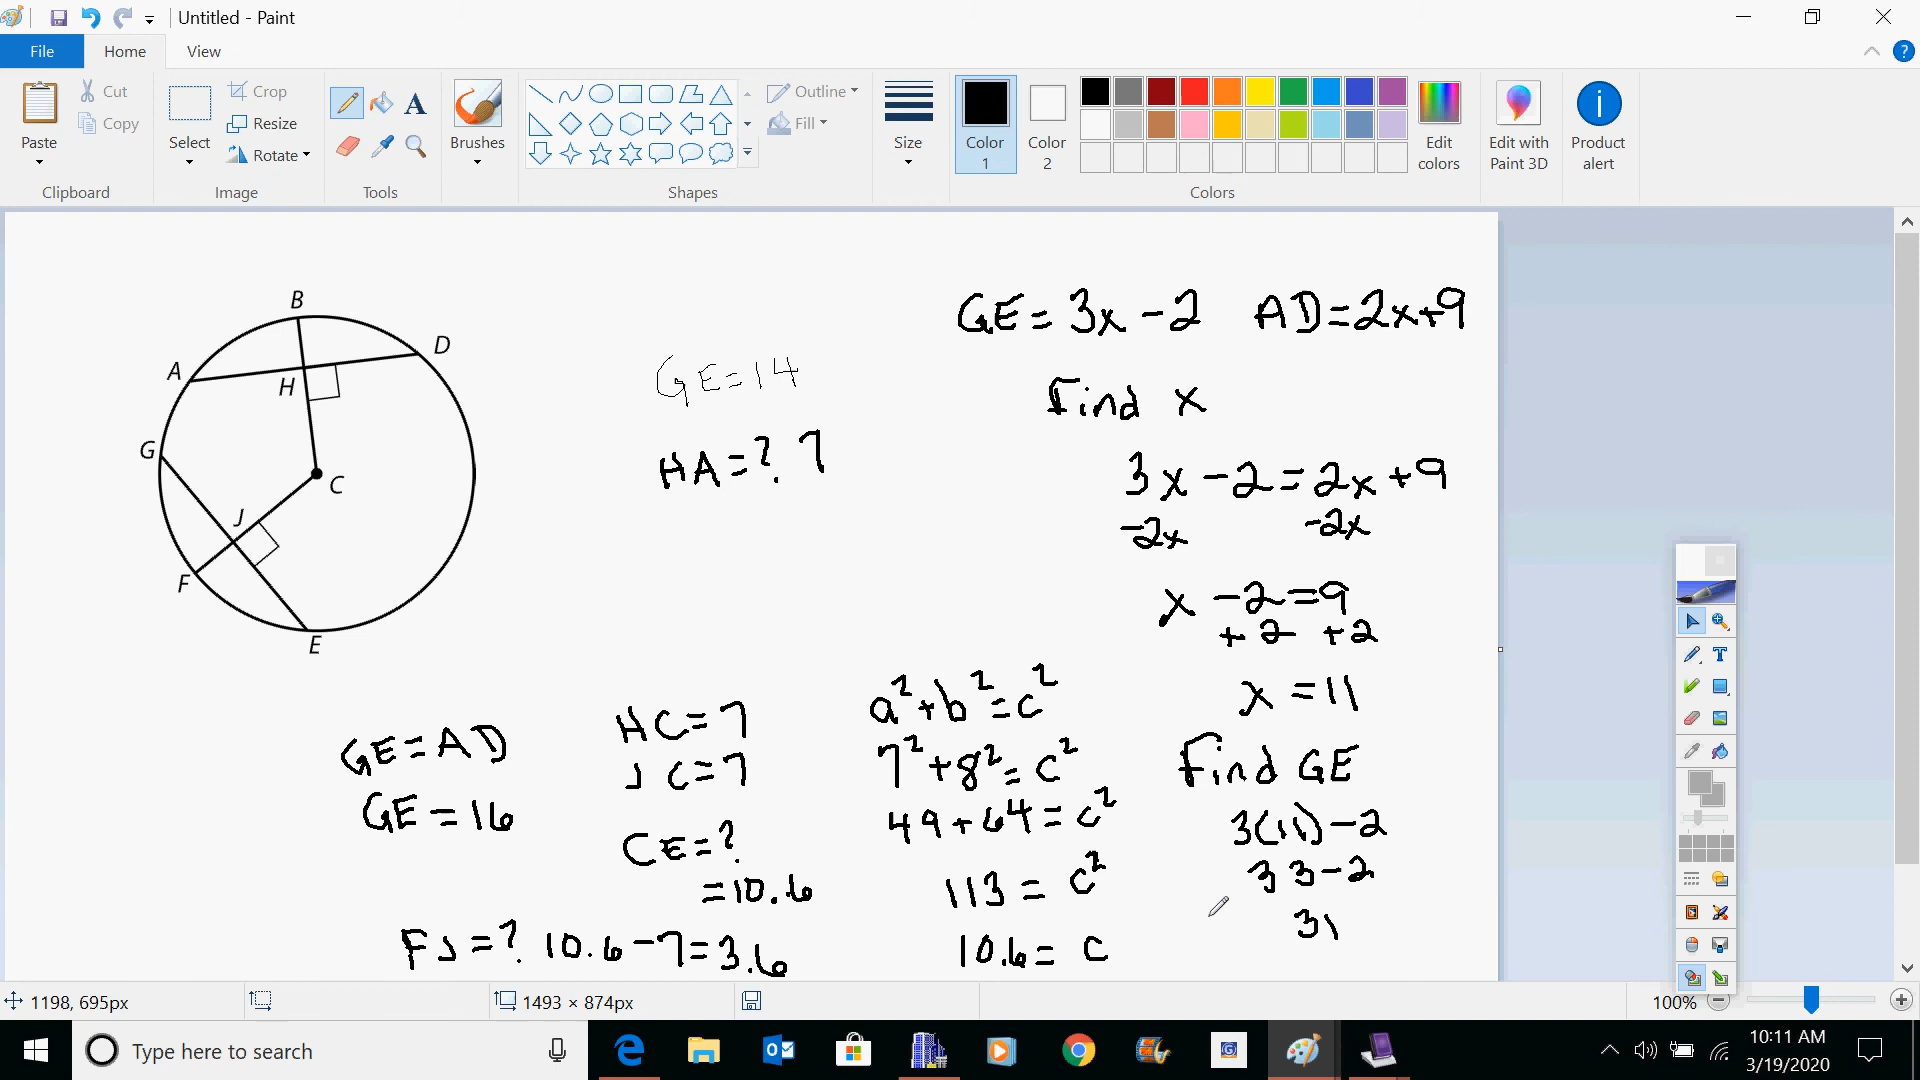 Untitled - Paint
File
Home
View
Paste
Cut
Copy
Clipboard
Select
Crop
Resize
Rotate
Image
A
Tools
Brushes
Outline
Fill
Shapes
Size
Color 1
Color 2
Edit colors
Colors
Edit with Paint 3D
Product alert
B
A
D
H
G
C
J
F
E
GE=14
HA=? 7
GE=3x-2 AD=2x+9
Find x
3x-2=2x+9
-2x -2x
x-2=9
+2 +2
x=11
Find GE
3(11)-2
33-2
31
GE=AD
GE=16
HC=7
JC=7
CE=?
=10.6
FJ=? 10.6-7=3.6
a²+b²=c²
7²+8²=c²
49+64=c²
113=c²
10.6=c
1198, 695px
1493 × 874px
100%
Type here to search
10:11 AM
3/19/2020